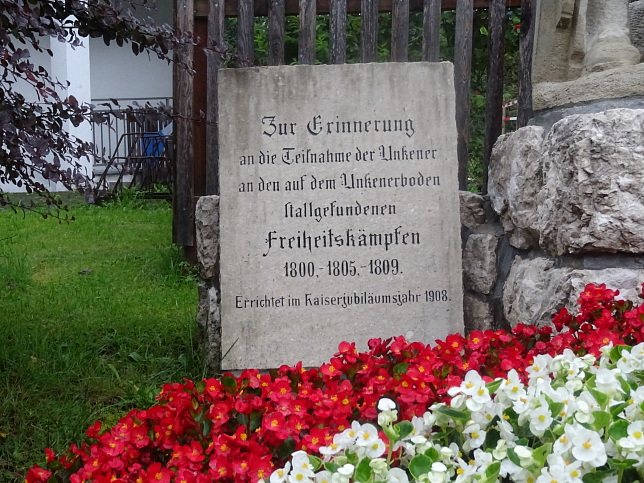 Zur Erinnerung
an die Teilnahme der Unkener
an den auf dem Unkenerboden
stattgefundenen
Freiheitskämpfen
1800.-1805.-1809.
Errichtet im Kaiserjubiläumsjahr 1908.